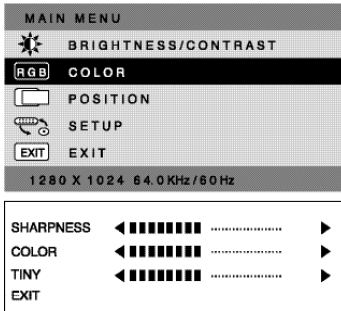 MAIN MENU
BRIGHTNESS/CONTRAST
RGB COLOR
POSITION
SETUP
EXIT EXIT
1280 X 1024 64.0KHz/60Hz
SHARPNESS
COLOR
TINY
EXIT